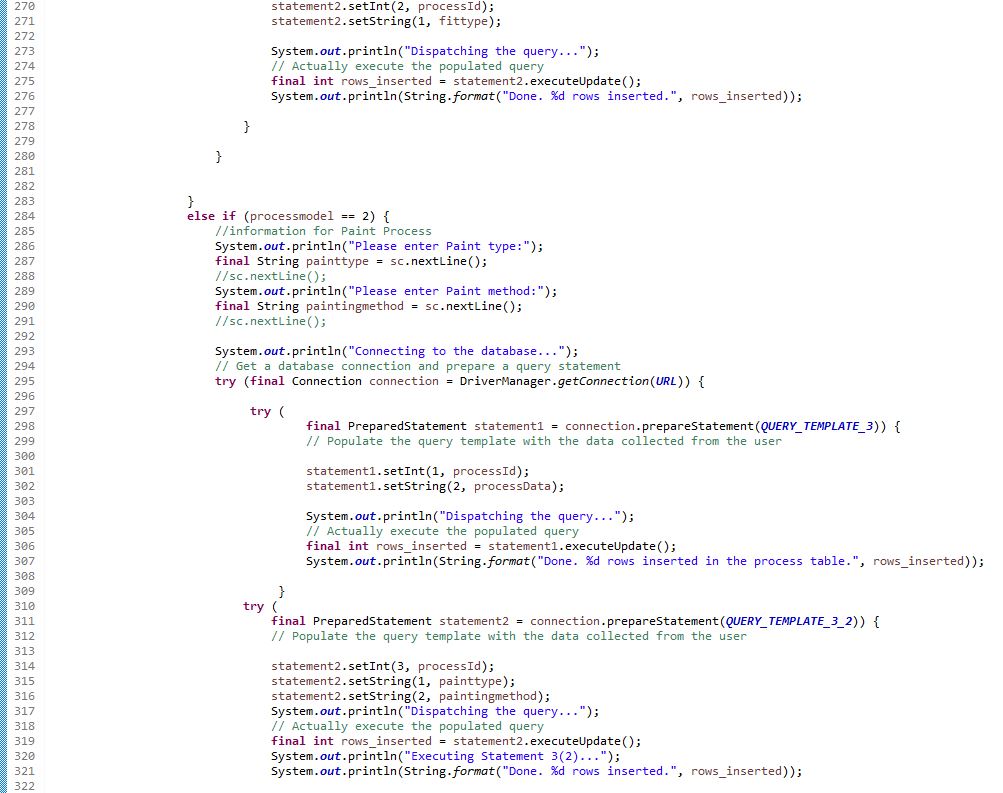 270 statement2.setInt(2, processId);
271 statement2.setString(1, fittype);
272
273 System.out.println("Dispatching the query...");
274 // Actually execute the populated query
275 final int rows_inserted = statement2.executeUpdate();
276 System.out.println(String.format("Done. %d rows inserted.", rows_inserted));
277
278 }
279
280 }
281
282
283 }
284 else if (processmodel == 2) {
285 //information for Paint Process
286 System.out.println("Please enter Paint type:");
287 final String painttype = sc.nextLine();
288 //sc.nextLine();
289 System.out.println("Please enter Paint method:");
290 final String paintingmethod = sc.nextLine();
291 //sc.nextLine();
292
293 System.out.println("Connecting to the database...");
294 // Get a database connection and prepare a query statement
295 try (final Connection connection = DriverManager.getConnection(URL)) {
296
297 try (
298 final PreparedStatement statement1 = connection.prepareStatement(QUERY_TEMPLATE_3)) {
299 // Populate the query template with the data collected from the user
300
301 statement1.setInt(1, processId);
302 statement1.setString(2, processData);
303
304 System.out.println("Dispatching the query...");
305 // Actually execute the populated query
306 final int rows_inserted = statement1.executeUpdate();
307 System.out.println(String.format("Done. %d rows inserted in the process table.", rows_inserted));
308
309 }
310 try (
311 final PreparedStatement statement2 = connection.prepareStatement(QUERY_TEMPLATE_3_2)) {
312 // Populate the query template with the data collected from the user
313
314 statement2.setInt(3, processId);
315 statement2.setString(1, painttype);
316 statement2.setString(2, paintingmethod);
317 System.out.println("Dispatching the query...");
318 // Actually execute the populated query
319 final int rows_inserted = statement2.executeUpdate();
320 System.out.println("Executing Statement 3(2)...");
321 System.out.println(String.format("Done. %d rows inserted.", rows_inserted));
322